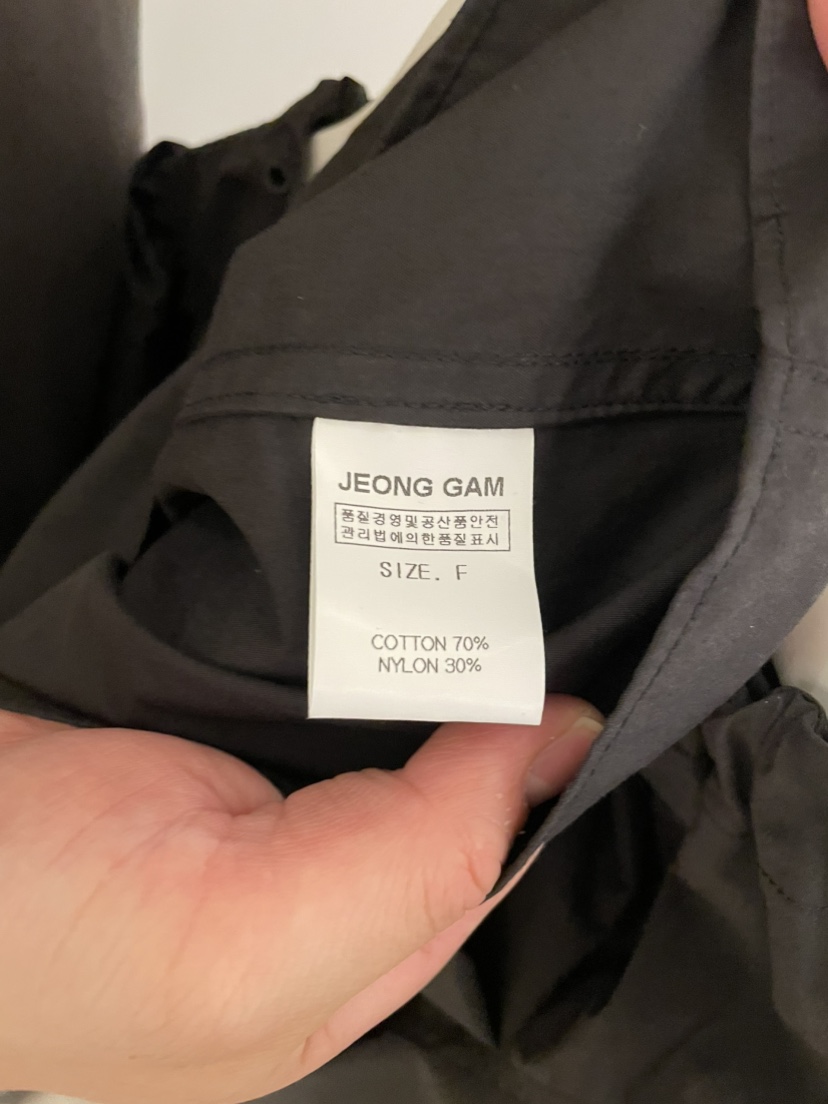 JEONG GAM
품질경영및공산품안전
관리법에의한품질표시
SIZE. F
COTTON 70%
NYLON 30%